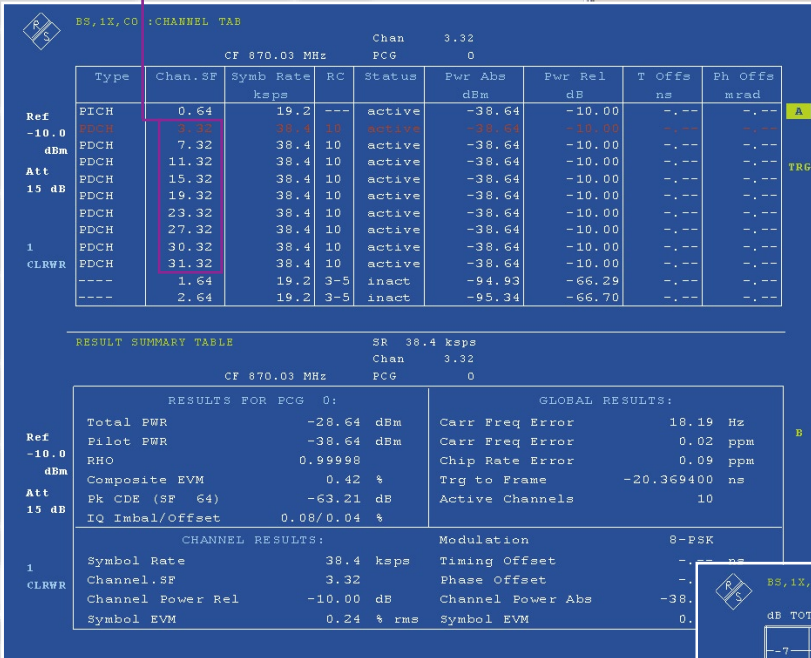 BS,1X,C0 :CHANNEL TAB
Chan 3.32
CF 870.03 MHz PCG 0
Type Chan.SF Symb Rate RC Status Pwr Abs Pwr Rel T Offs Ph Offs
ksps dBm dB ns mrad
PICH 0.64 19.2 --- active -38.64 -10.00 -.-- -.--
PDCH 3.32 38.4 10 active -38.64 -10.00 -.-- -.--
PDCH 7.32 38.4 10 active -38.64 -10.00 -.-- -.--
PDCH 11.32 38.4 10 active -38.64 -10.00 -.-- -.--
PDCH 15.32 38.4 10 active -38.64 -10.00 -.-- -.--
PDCH 19.32 38.4 10 active -38.64 -10.00 -.-- -.--
PDCH 23.32 38.4 10 active -38.64 -10.00 -.-- -.--
PDCH 27.32 38.4 10 active -38.64 -10.00 -.-- -.--
PDCH 30.32 38.4 10 active -38.64 -10.00 -.-- -.--
PDCH 31.32 38.4 10 active -38.64 -10.00 -.-- -.--
---- 1.64 19.2 3-5 inact -94.93 -66.29 -.-- -.--
---- 2.64 19.2 3-5 inact -95.34 -66.70 -.-- -.--
Ref
-10.0
dBm
Att
15 dB
1
CLRWR
A
TRG
RESULT SUMMARY TABLE SR 38.4 ksps
Chan 3.32
CF 870.03 MHz PCG 0
RESULTS FOR PCG 0: GLOBAL RESULTS:
Total PWR -28.64 dBm Carr Freq Error 18.19 Hz
Pilot PWR -38.64 dBm Carr Freq Error 0.02 ppm
RHO 0.99998 Chip Rate Error 0.09 ppm
Composite EVM 0.42 % Trg to Frame -20.369400 ns
Pk CDE (SF 64) -63.21 dB Active Channels 10
IQ Imbal/Offset 0.08/0.04 %
CHANNEL RESULTS: Modulation 8-PSK
Symbol Rate 38.4 ksps Timing Offset -.-- ns
Channel.SF 3.32 Phase Offset -.
Channel Power Rel -10.00 dB Channel Power Abs -38.
Symbol EVM 0.24 % rms Symbol EVM 0.
Ref
-10.0
dBm
Att
15 dB
1
CLRWR
B
R S
BS,1X,
dB TOT
-7